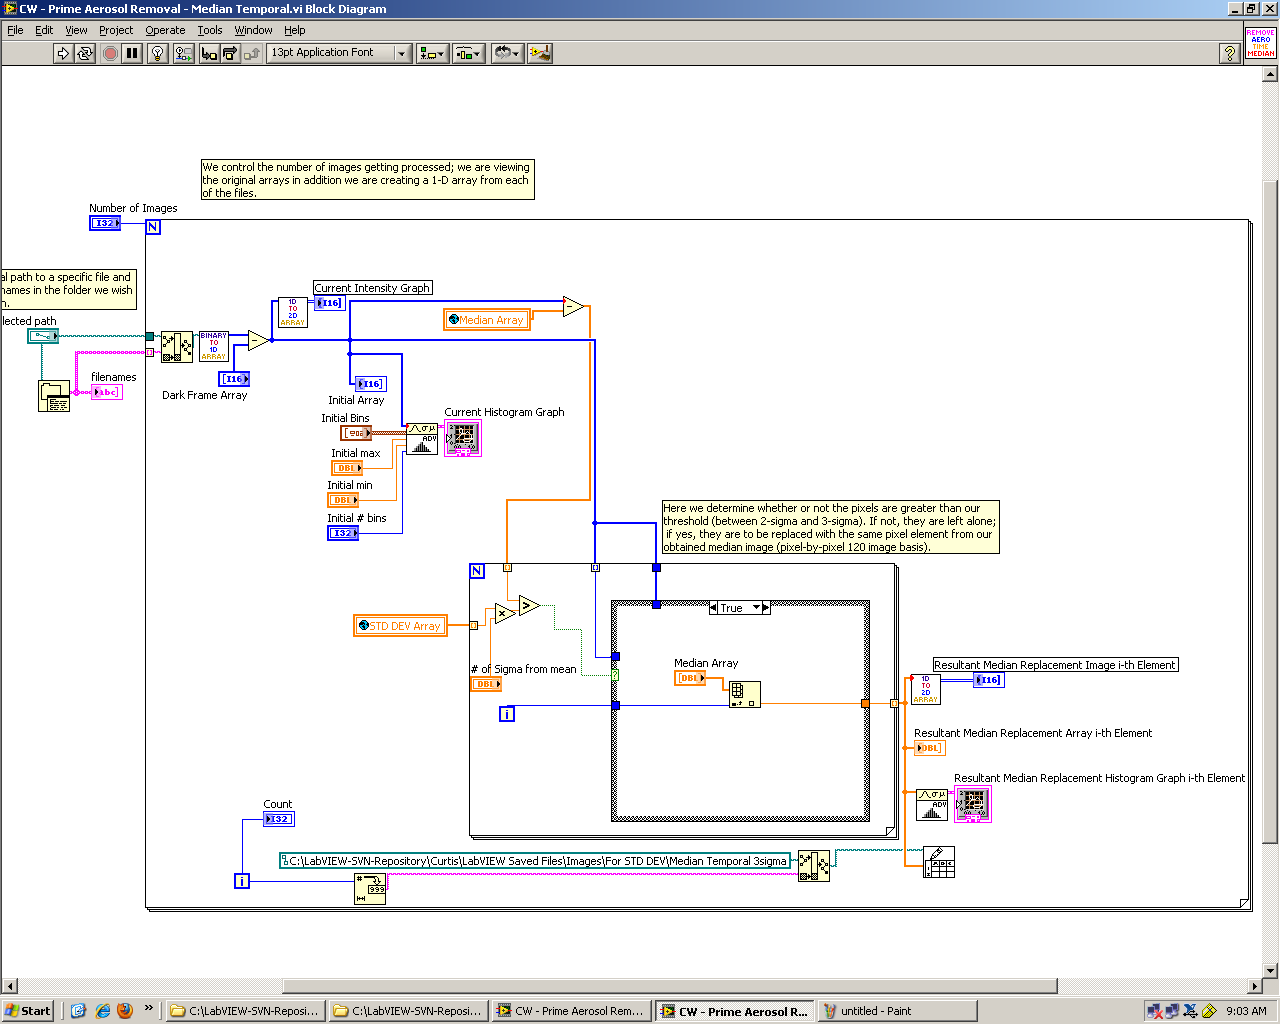 CW - Prime Aerosol Removal - Median Temporal.vi Block Diagram
File Edit View Project Operate Tools Window Help
13pt Application Font
REMOVE
AERO
TIME
MEDIAN
We control the number of images getting processed; we are viewing
the original arrays in addition we are creating a 1-D array from each
of the files.
Number of Images
I32
N
al path to a specific file and
names in the folder we wish
n.
lected path
filenames
abc]
BINARY
TO
1D
ARRAY
[I16
Dark Frame Array
Current Intensity Graph
1D
TO
2D
ARRAY
I16]
Median Array
I16]
Initial Array
Initial Bins
Current Histogram Graph
ADV
Initial max
DBL
Initial min
DBL
Initial # bins
I32
Here we determine whether or not the pixels are greater than our
threshold (between 2-sigma and 3-sigma). If not, they are left alone;
if yes, they are to be replaced with the same pixel element from our
obtained median image (pixel-by-pixel 120 image basis).
N
True
STD DEV Array
# of Sigma from mean
DBL
i
Median Array
[DBL
Resultant Median Replacement Image i-th Element
1D
TO
2D
ARRAY
I16]
Resultant Median Replacement Array i-th Element
DBL]
Resultant Median Replacement Histogram Graph i-th Element
ADV
Count
I32
i
C:\LabVIEW-SVN-Repository\Curtis\LabVIEW Saved Files\Images\For STD DEV\Median Temporal 3sigma
999
Start
C:\LabVIEW-SVN-Reposi...
C:\LabVIEW-SVN-Reposi...
CW - Prime Aerosol Rem...
CW - Prime Aerosol R...
untitled - Paint
9:03 AM